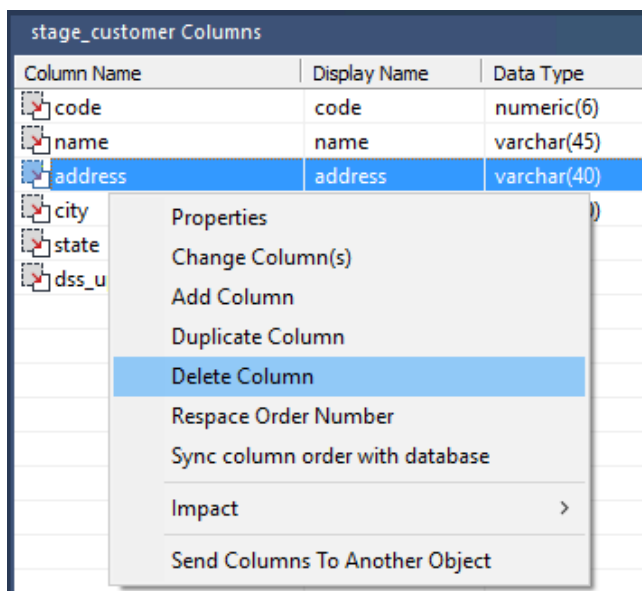 stage_customer Columns
Column Name Display Name Data Type
code code numeric(6)
name name varchar(45)
address address varchar(40)
city
state
Properties
Change Column(s)
Add Column
Duplicate Column
Delete Column
Respace Order Number
Sync column order with database
Impact
Send Columns To Another Object